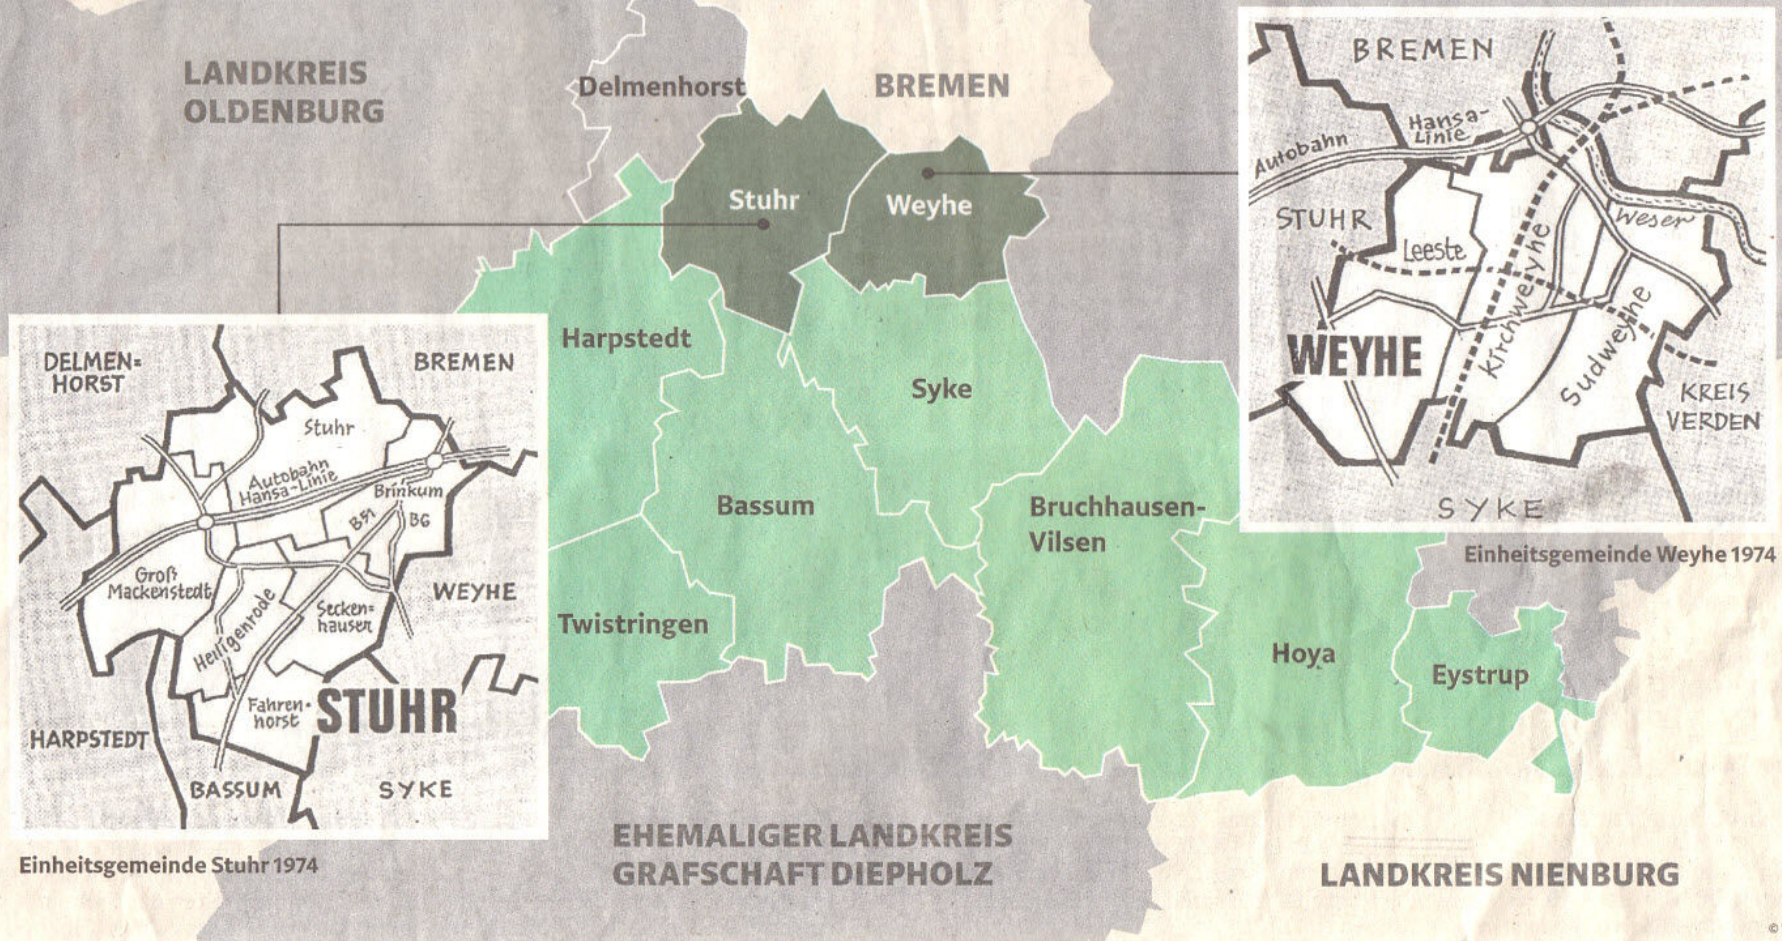 LANDKREIS
OLDENBURG
Delmenhorst
BREMEN
Stuhr
Weyhe
Harpstedt
Syke
Bassum
Bruchhausen-
Vilsen
Twistringen
Hoya
Eystrup
EHEMALIGER LANDKREIS
GRAFSCHAFT DIEPHOLZ
LANDKREIS NIENBURG
BREMEN
Autobahn
Hansa-
Linie
STUHR
Weser
Leeste
Kirchweyhe
Sudweyhe
WEYHE
KREIS
VERDEN
SYKE
Einheitsgemeinde Weyhe 1974
DELMEN=
HORST
BREMEN
Stuhr
Autobahn
Hansa-Linie
Brinkum
B51
B6
Groß
Mackenstedt
WEYHE
Heiligenrode
Seckenhauser
Fahren-
horst
STUHR
HARPSTEDT
BASSUM
SYKE
Einheitsgemeinde Stuhr 1974
©